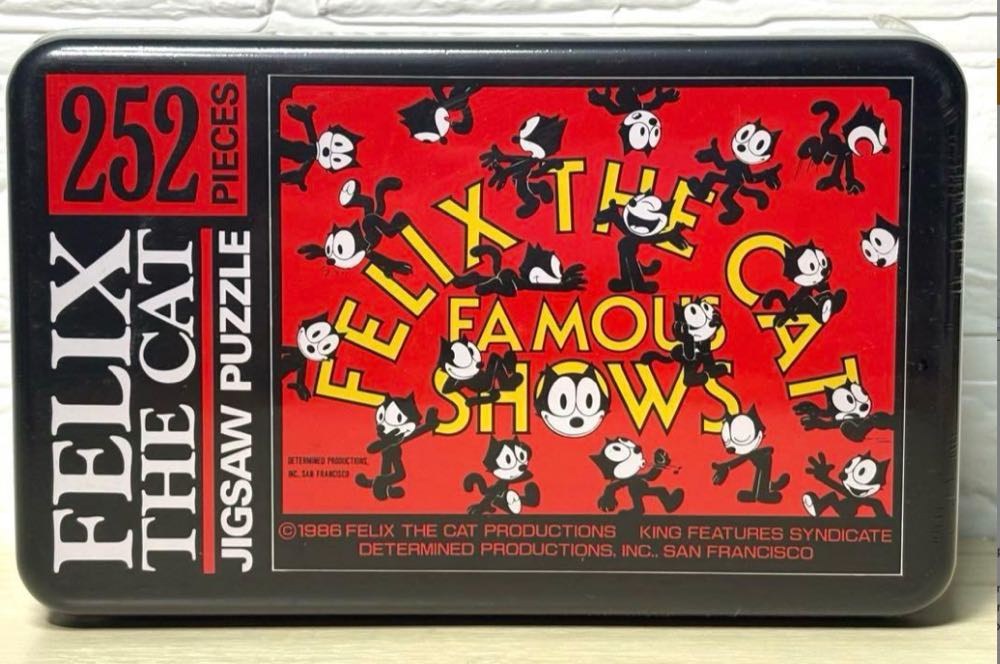 252
PIECES
FELIX
THE CAT
JIGSAW PUZZLE
FELIX THE CAT
FAMOUS
SHOWS
DETERMINED PRODUCTIONS,
INC., SAN FRANCISCO
©1986 FELIX THE CAT PRODUCTIONS KING FEATURES SYNDICATE
DETERMINED PRODUCTIONS, INC., SAN FRANCISCO